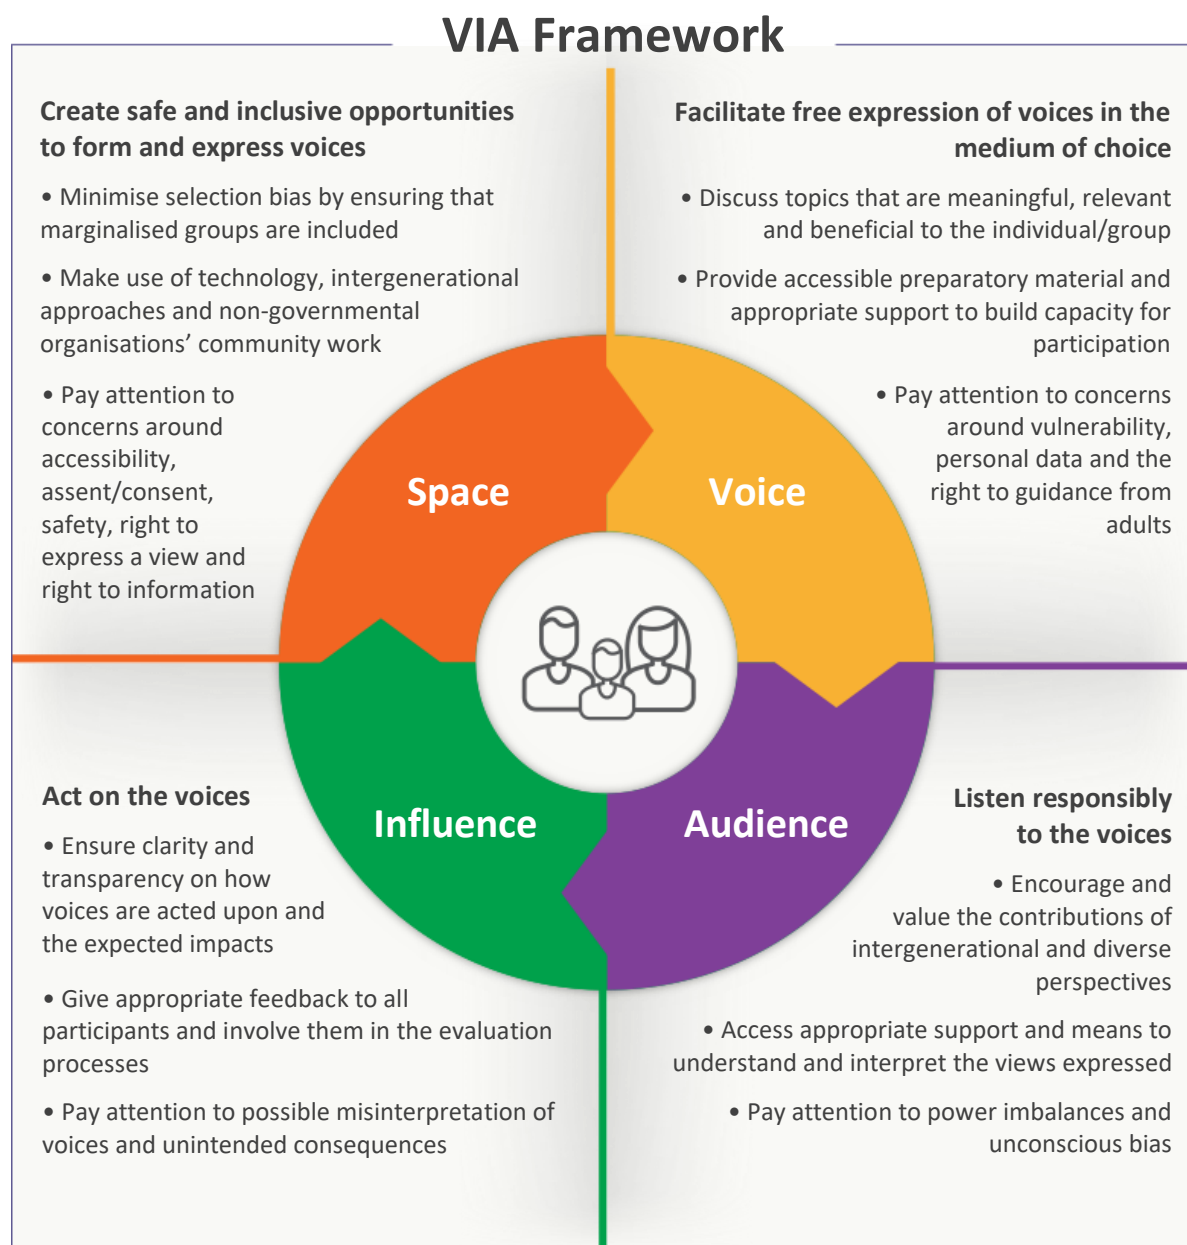 VIA Framework
Create safe and inclusive opportunities
to form and express voices
• Minimise selection bias by ensuring that
marginalised groups are included
• Make use of technology, intergenerational
approaches and non-governmental
organisations’ community work
• Pay attention to
concerns around
accessibility,
assent/consent,
safety, right to
express a view and
right to information
Facilitate free expression of voices in the
medium of choice
• Discuss topics that are meaningful, relevant
and beneficial to the individual/group
• Provide accessible preparatory material and
appropriate support to build capacity for
participation
• Pay attention to concerns
around vulnerability,
personal data and the
right to guidance from
adults
Space
Voice
Influence
Audience
Act on the voices
• Ensure clarity and
transparency on how
voices are acted upon and
the expected impacts
• Give appropriate feedback to all
participants and involve them in the evaluation
processes
• Pay attention to possible misinterpretation of
voices and unintended consequences
Listen responsibly
to the voices
• Encourage and
value the contributions of
intergenerational and diverse
perspectives
• Access appropriate support and means to
understand and interpret the views expressed
• Pay attention to power imbalances and
unconscious bias